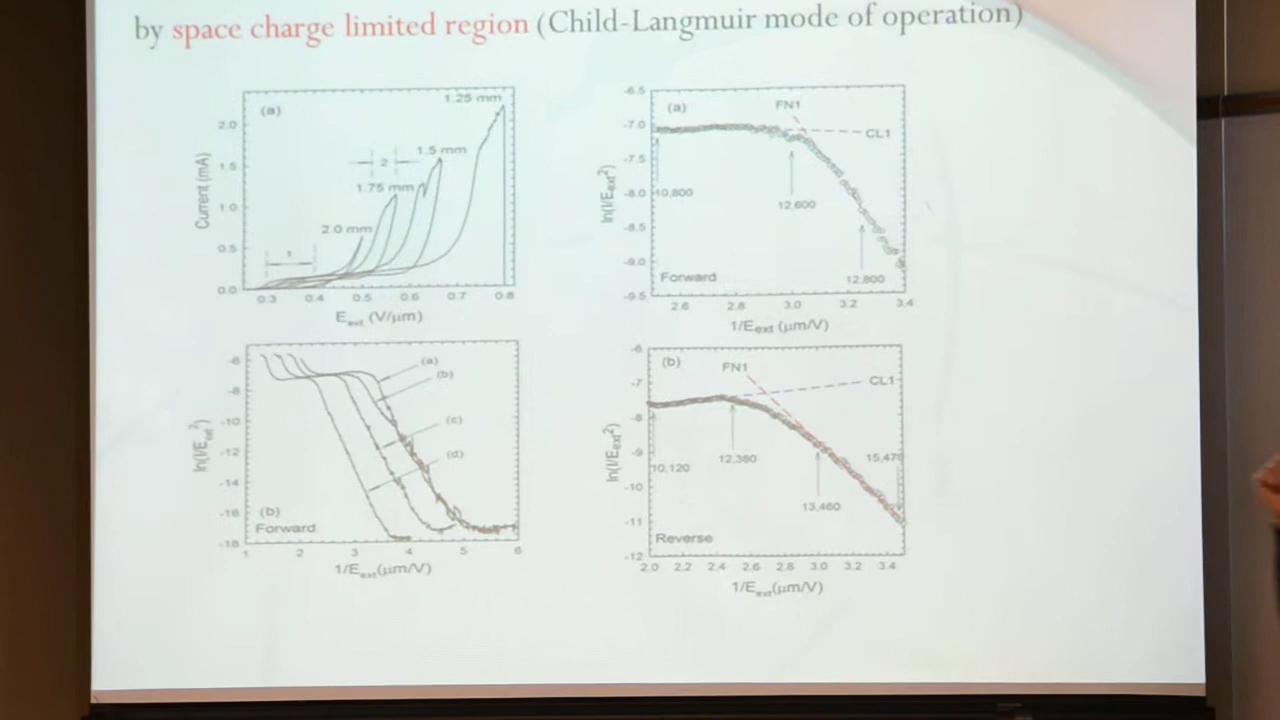 by space charge limited region (Child-Langmuir mode of operation)
(a)
1.25 mm
1.5 mm
2
1.75 mm
2.0 mm
1
Current (mA)
2.0
1.5
1.0
0.5
0.0
0.3 0.4 0.5 0.6 0.7 0.8
E_ext (V/µm)
(a)
FN1
CL1
ln(I/E_ext²)
-6.5
-7.0
-7.5
-8.0
-8.5
-9.0
-9.5
10,800
12,600
12,800
Forward
2.6 2.8 3.0 3.2 3.4
1/E_ext (µm/V)
(a)
(b)
(c)
(d)
ln(I/E_ext²)
-6
-8
-10
-12
-14
-16
-18
(b)
Forward
1 2 3 4 5 6
1/E_ext(µm/V)
(b)
FN1
CL1
ln(I/E_ext²)
-6
-7
-8
-9
-10
-11
-12
10,120
12,380
13,460
15,470
Reverse
2.0 2.2 2.4 2.6 2.8 3.0 3.2 3.4
1/E_ext(µm/V)